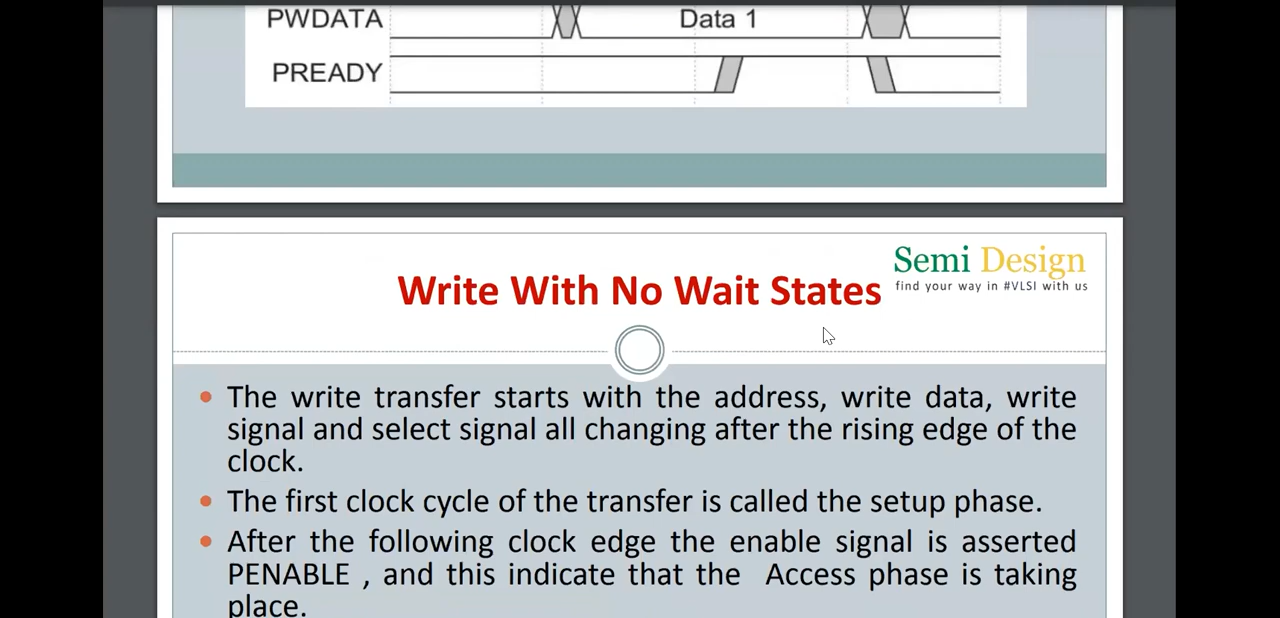 PWDATA
Data 1
PREADY
Semi Design
find your way in #VLSI with us
Write With No Wait States
• The write transfer starts with the address, write data, write
signal and select signal all changing after the rising edge of the
clock.
• The first clock cycle of the transfer is called the setup phase.
• After the following clock edge the enable signal is asserted
PENABLE , and this indicate that the Access phase is taking
place.